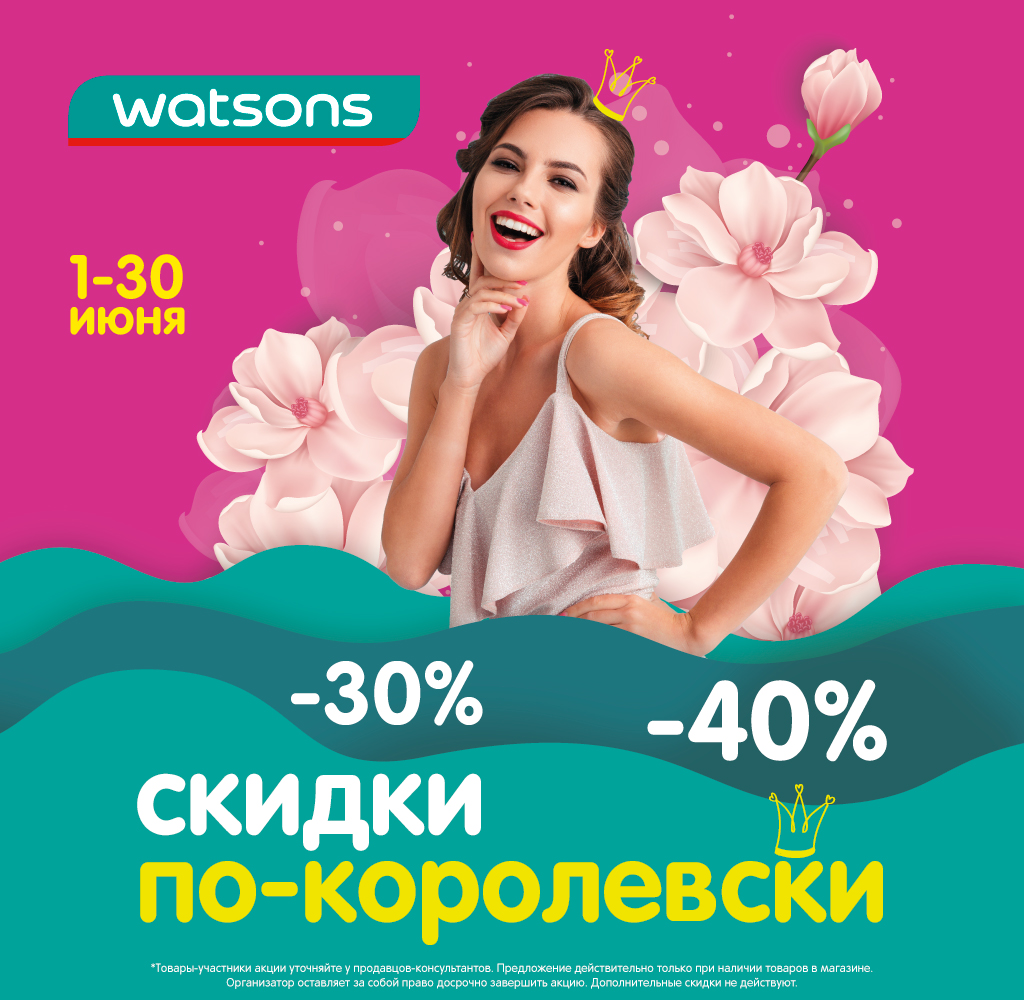 watsons
1-30
июня
-30%
-40%
скидки
по-королевски
*Товары-участники акции уточняйте у продавцов-консультантов. Предложение действительно только при наличии товаров в магазине.
Организатор оставляет за собой право досрочно завершить акцию. Дополнительные скидки не действуют.